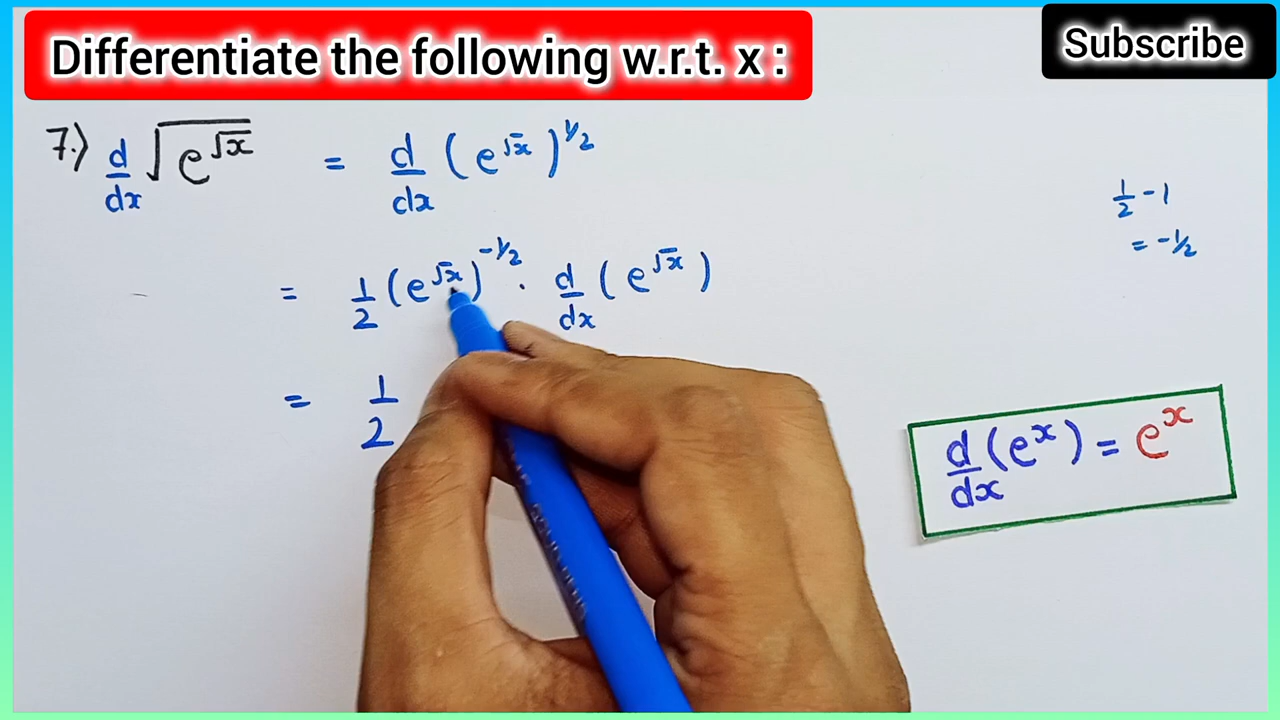 Differentiate the following w.r.t. x :
Subscribe
7.) d/dx √(e^√x) = d/dx (e^√x)^1/2
1/2 - 1
= -1/2
= 1/2 (e^√x)^-1/2 . d/dx (e^√x)
= 1/2
d/dx (e^x) = e^x